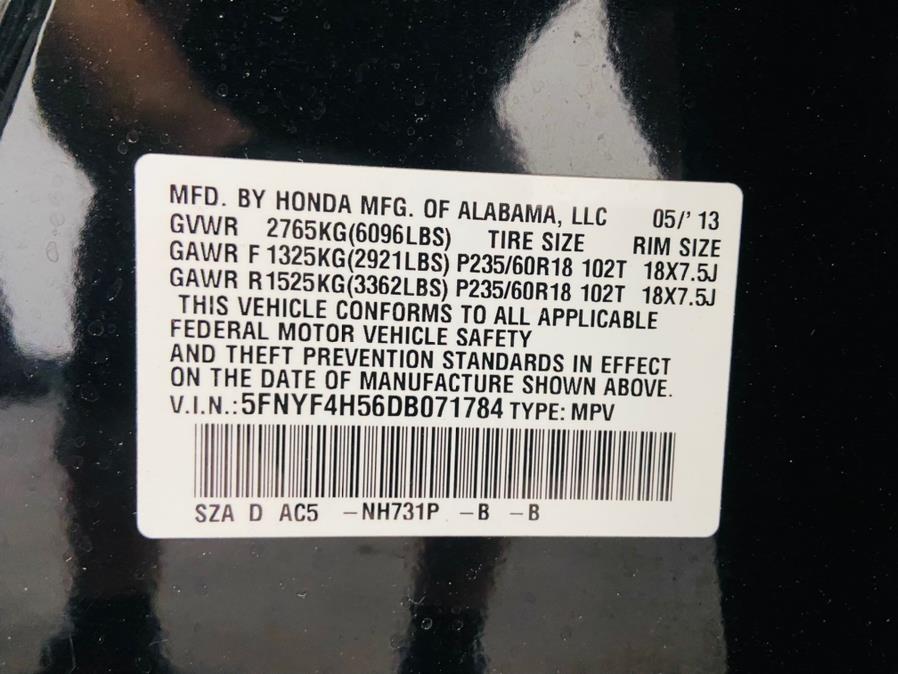 MFD. BY HONDA MFG. OF ALABAMA, LLC 05/' 13
GVWR 2765KG(6096LBS) TIRE SIZE RIM SIZE
GAWR F 1325KG(2921LBS) P235/60R18 102T 18X7.5J
GAWR R1525KG(3362LBS) P235/60R18 102T 18X7.5J
THIS VEHICLE CONFORMS TO ALL APPLICABLE
FEDERAL MOTOR VEHICLE SAFETY
AND THEFT PREVENTION STANDARDS IN EFFECT
ON THE DATE OF MANUFACTURE SHOWN ABOVE.
V.I.N.:5FNYF4H56DB071784 TYPE: MPV
SZA D AC5 –NH731P –B –B